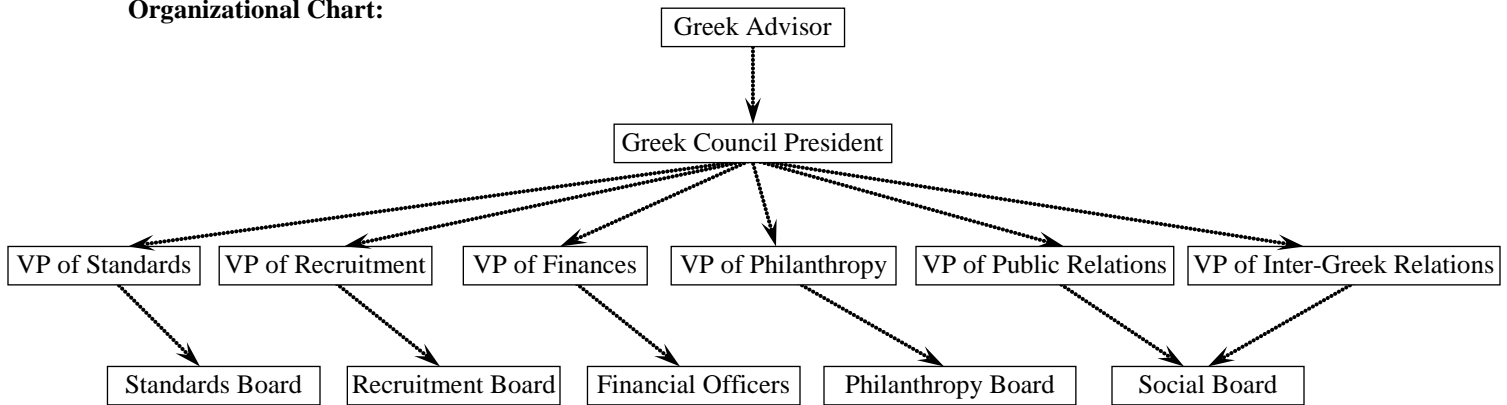 Organizational Chart:
Greek Advisor
Greek Council President
VP of Standards
VP of Recruitment
VP of Finances
VP of Philanthropy
VP of Public Relations
VP of Inter-Greek Relations
Standards Board
Recruitment Board
Financial Officers
Philanthropy Board
Social Board